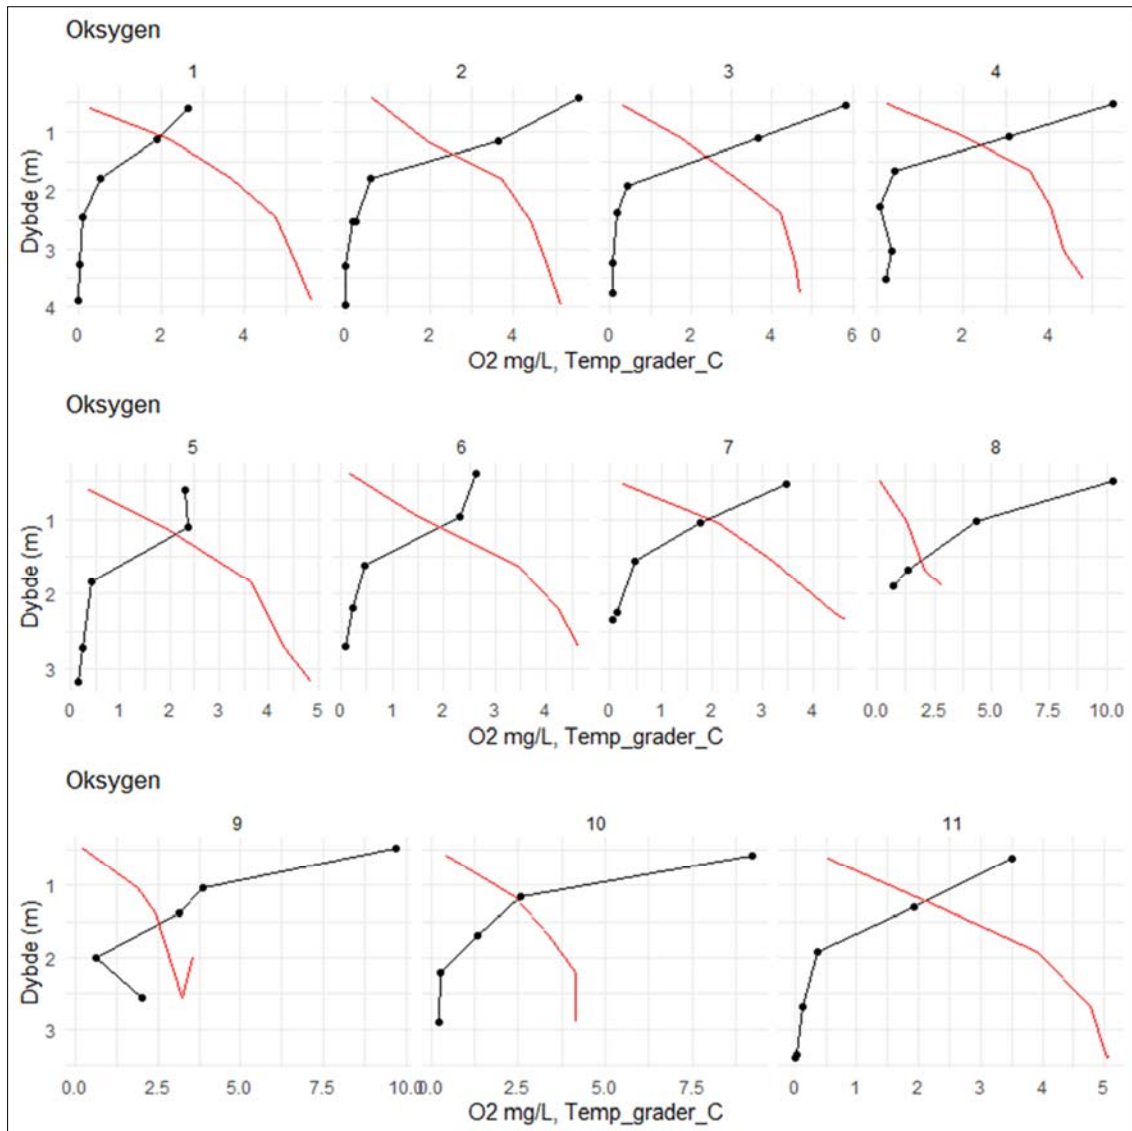 Oksygen
1 2 3 4
Dybde (m)
1
2
3
4
0 2 4 0 2 4 0 2 4 6 0 2 4
O2 mg/L, Temp_grader_C
Oksygen
5 6 7 8
Dybde (m)
1
2
3
0 1 2 3 4 5 0 1 2 3 4 0 1 2 3 4 0.0 2.5 5.0 7.5 10.0
O2 mg/L, Temp_grader_C
Oksygen
9 10 11
Dybde (m)
1
2
3
0.0 2.5 5.0 7.5 10.0 0.0 2.5 5.0 7.5 0 1 2 3 4 5
O2 mg/L, Temp_grader_C